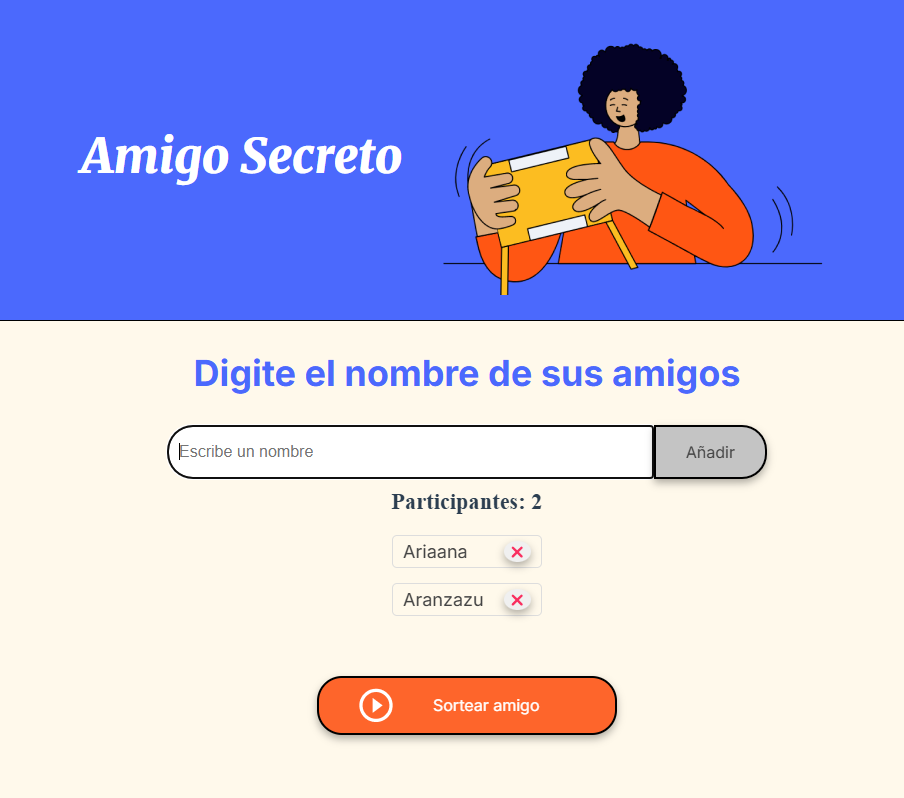 Amigo Secreto
Digite el nombre de sus amigos
Escribe un nombre
Añadir
Participantes: 2
Ariaana
Aranzazu
Sortear amigo